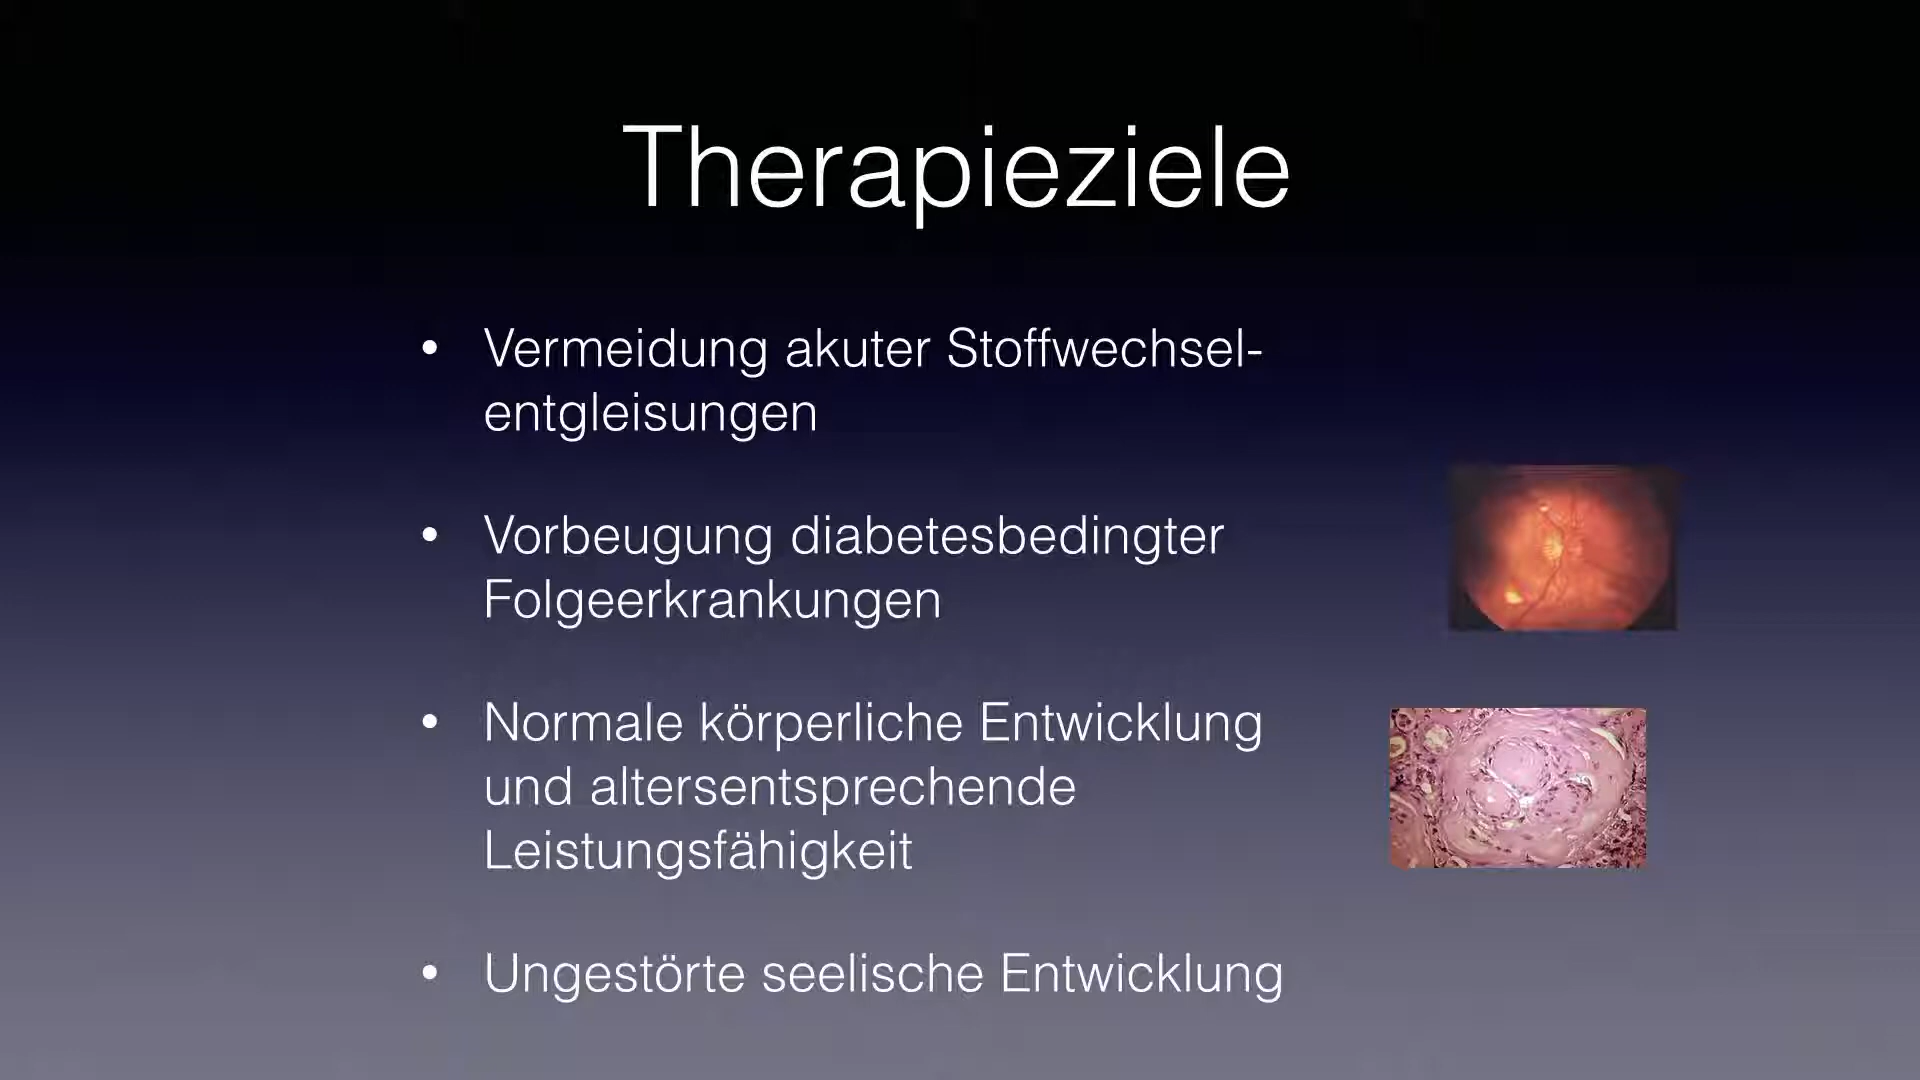 Therapieziele
• Vermeidung akuter Stoffwechsel-
entgleisungen
• Vorbeugung diabetesbedingter
Folgeerkrankungen
• Normale körperliche Entwicklung
und altersentsprechende
Leistungsfähigkeit
• Ungestörte seelische Entwicklung